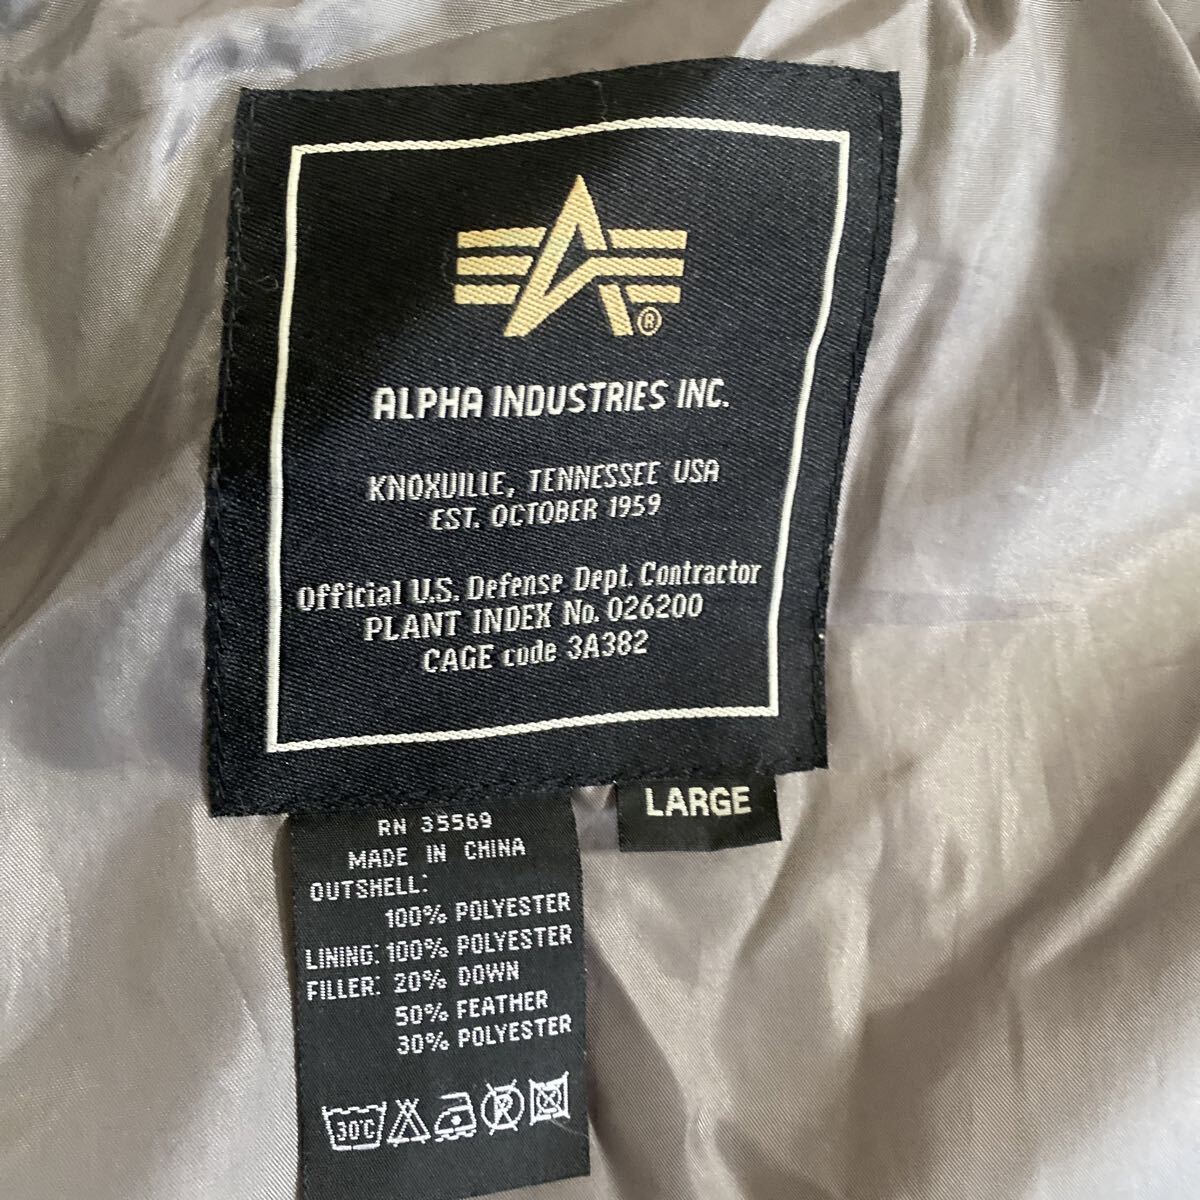 ®
ALPHA INDUSTRIES INC.
KNOXVILLE, TENNESSEE USA
EST. OCTOBER 1959
Official U.S. Defense Dept. Contractor
PLANT INDEX No. 026200
CAGE code 3A382
LARGE
RN 35569
MADE IN CHINA
OUTSHELL:
100% POLYESTER
LINING: 100% POLYESTER
FILLER: 20% DOWN
50% FEATHER
30% POLYESTER
30°C P